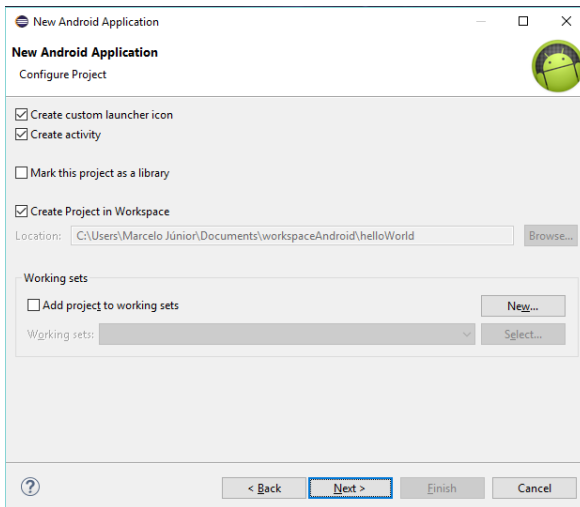 New Android Application
New Android Application
Configure Project
Create custom launcher icon
Create activity
Mark this project as a library
Create Project in Workspace
Location: C:\Users\Marcelo Júnior\Documents\workspaceAndroid\helloWorld Browse...
Working sets
Add project to working sets New...
Working sets: Select...
? < Back Next > Finish Cancel